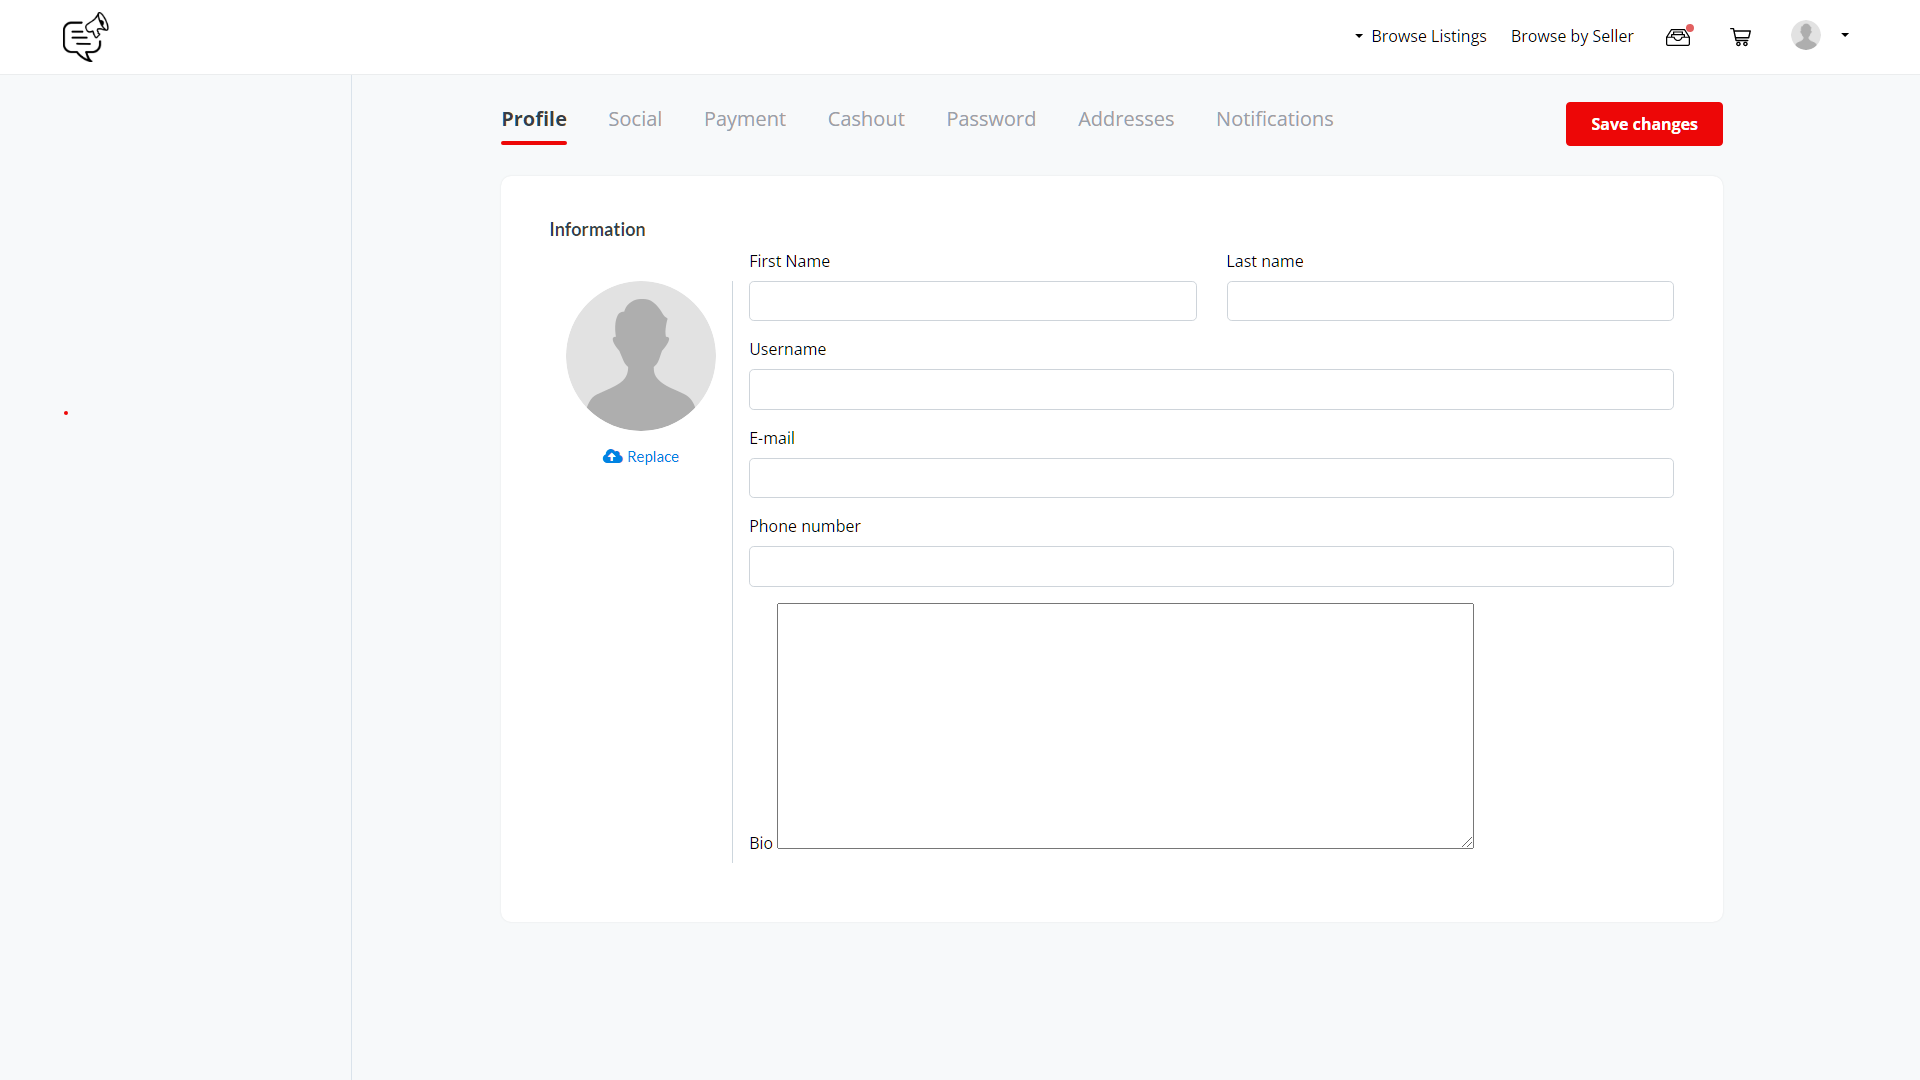 Browse Listings Browse by Seller
Profile Social Payment Cashout Password Addresses Notifications Save changes
Information
First Name Last name
Username
E-mail
Replace
Phone number
Bio